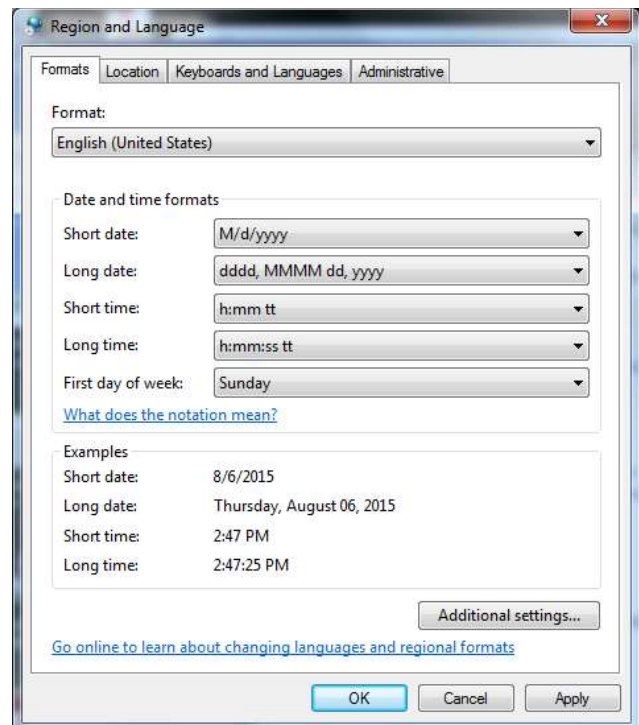 Region and Language
Formats Location Keyboards and Languages Administrative
Format:
English (United States)
Date and time formats
Short date: M/d/yyyy
Long date: dddd, MMMM dd, yyyy
Short time: h:mm tt
Long time: h:mm:ss tt
First day of week: Sunday
What does the notation mean?
Examples
Short date: 8/6/2015
Long date: Thursday, August 06, 2015
Short time: 2:47 PM
Long time: 2:47:25 PM
Additional settings...
Go online to learn about changing languages and regional formats
OK Cancel Apply